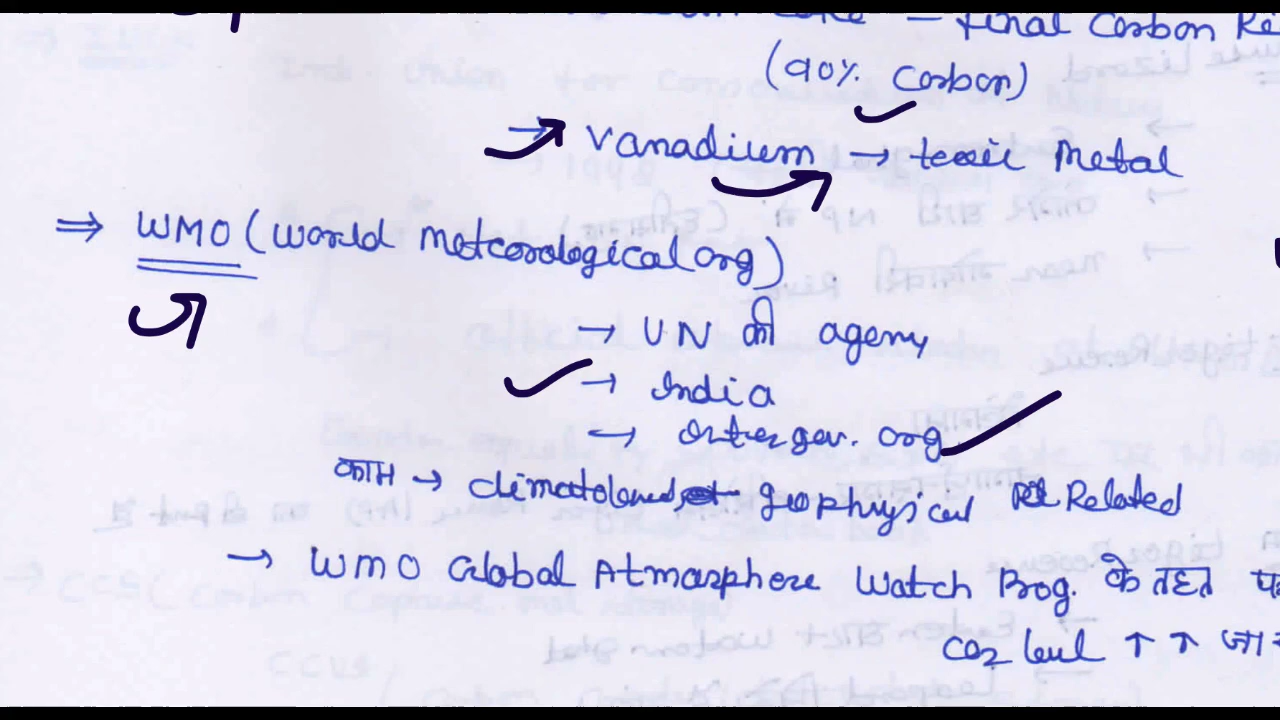 – final Carbon Re
(90% Carbon)
→ Vanadium → toxic Metal
⇒ WMO (World Meteorological Org)
→ UN की agency
→ India
→ Intergov. org
काम → climatology, geophysical Related
→ WMO Global Atmosphere Watch Prog. के तहत
CO2 level ↑ ↑